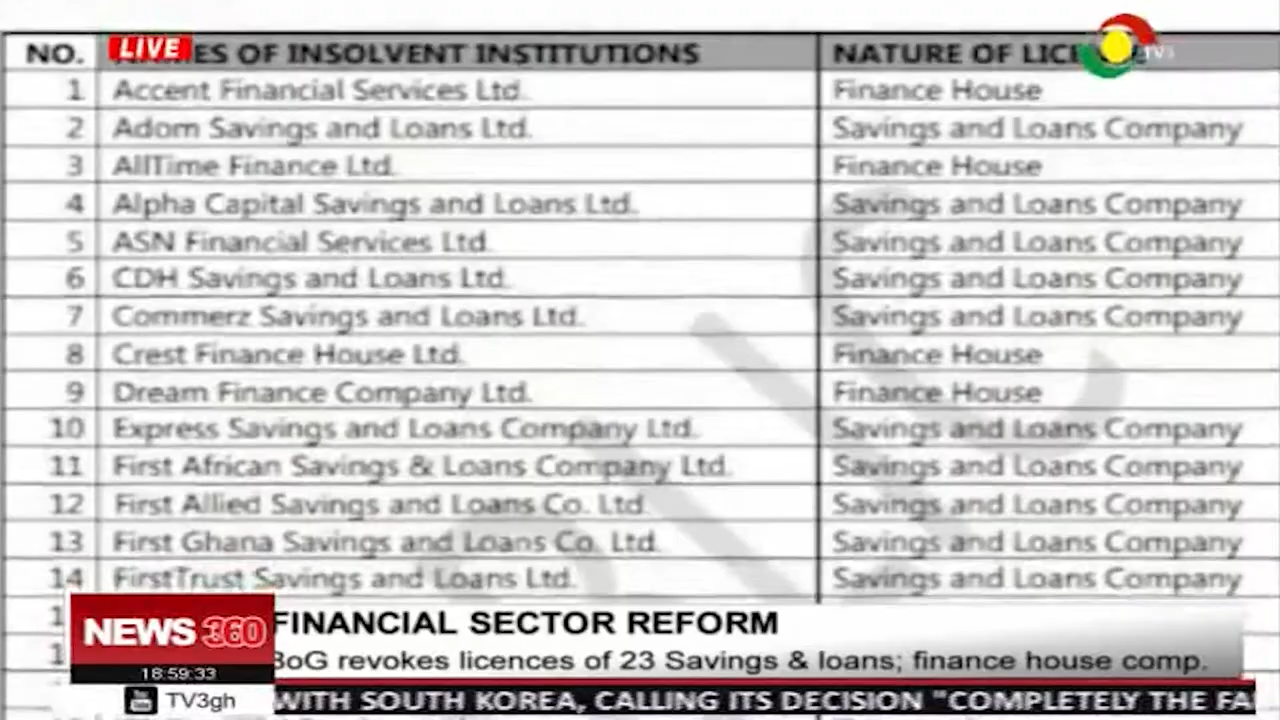 NO. LIVE ES OF INSOLVENT INSTITUTIONS NATURE OF LICE TV3
1 Accent Financial Services Ltd. Finance House
2 Adom Savings and Loans Ltd. Savings and Loans Company
3 AllTime Finance Ltd. Finance House
4 Alpha Capital Savings and Loans Ltd. Savings and Loans Company
5 ASN Financial Services Ltd. Savings and Loans Company
6 CDH Savings and Loans Ltd. Savings and Loans Company
7 Commerz Savings and Loans Ltd. Savings and Loans Company
8 Crest Finance House Ltd. Finance House
9 Dream Finance Company Ltd. Finance House
10 Express Savings and Loans Company Ltd. Savings and Loans Company
11 First African Savings & Loans Company Ltd. Savings and Loans Company
12 First Allied Savings and Loans Co. Ltd. Savings and Loans Company
13 First Ghana Savings and Loans Co. Ltd. Savings and Loans Company
14 FirstTrust Savings and Loans Ltd. Savings and Loans Company
NEWS 360
FINANCIAL SECTOR REFORM
BoG revokes licences of 23 Savings & loans; finance house comp.
18:59:33
TV3gh
WITH SOUTH KOREA, CALLING ITS DECISION "COMPLETELY THE FA